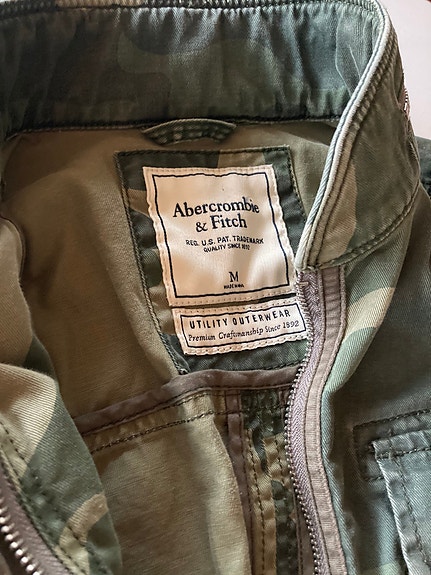 Abercrombie
& Fitch
REG. U.S. PAT. TRADEMARK
QUALITY SINCE 1892
M
UTILITY OUTERWEAR
Premium Craftsmanship Since 1892